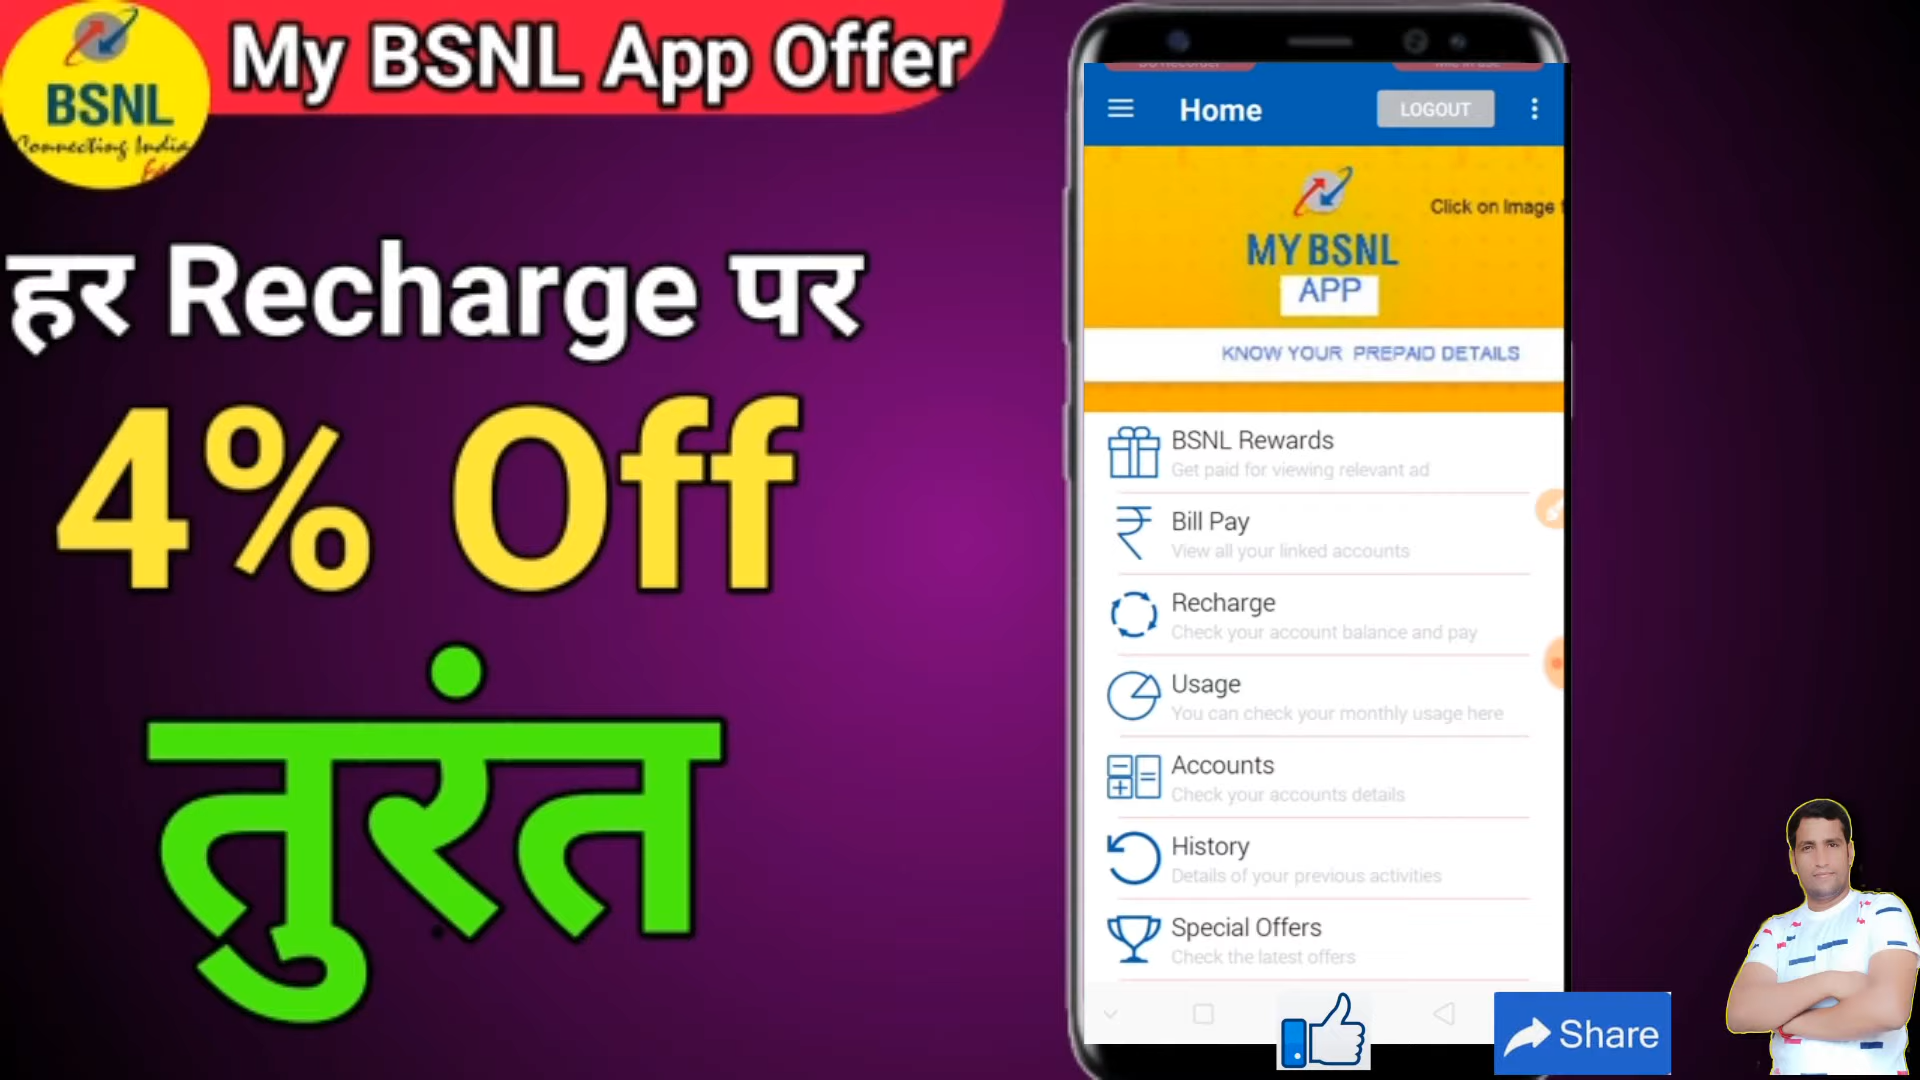 My BSNL App Offer
BSNL
Connecting India
हर Recharge पर
4% Off
तुरंत
Home
LOGOUT
Click on Image
MY BSNL
APP
KNOW YOUR PREPAID DETAILS
BSNL Rewards
Get paid for viewing relevant ad
Bill Pay
View all your linked accounts
Recharge
Check your account balance and pay
Usage
You can check your monthly usage here
Accounts
Check your accounts details
History
Details of your previous activities
Special Offers
Check the latest offers
Share